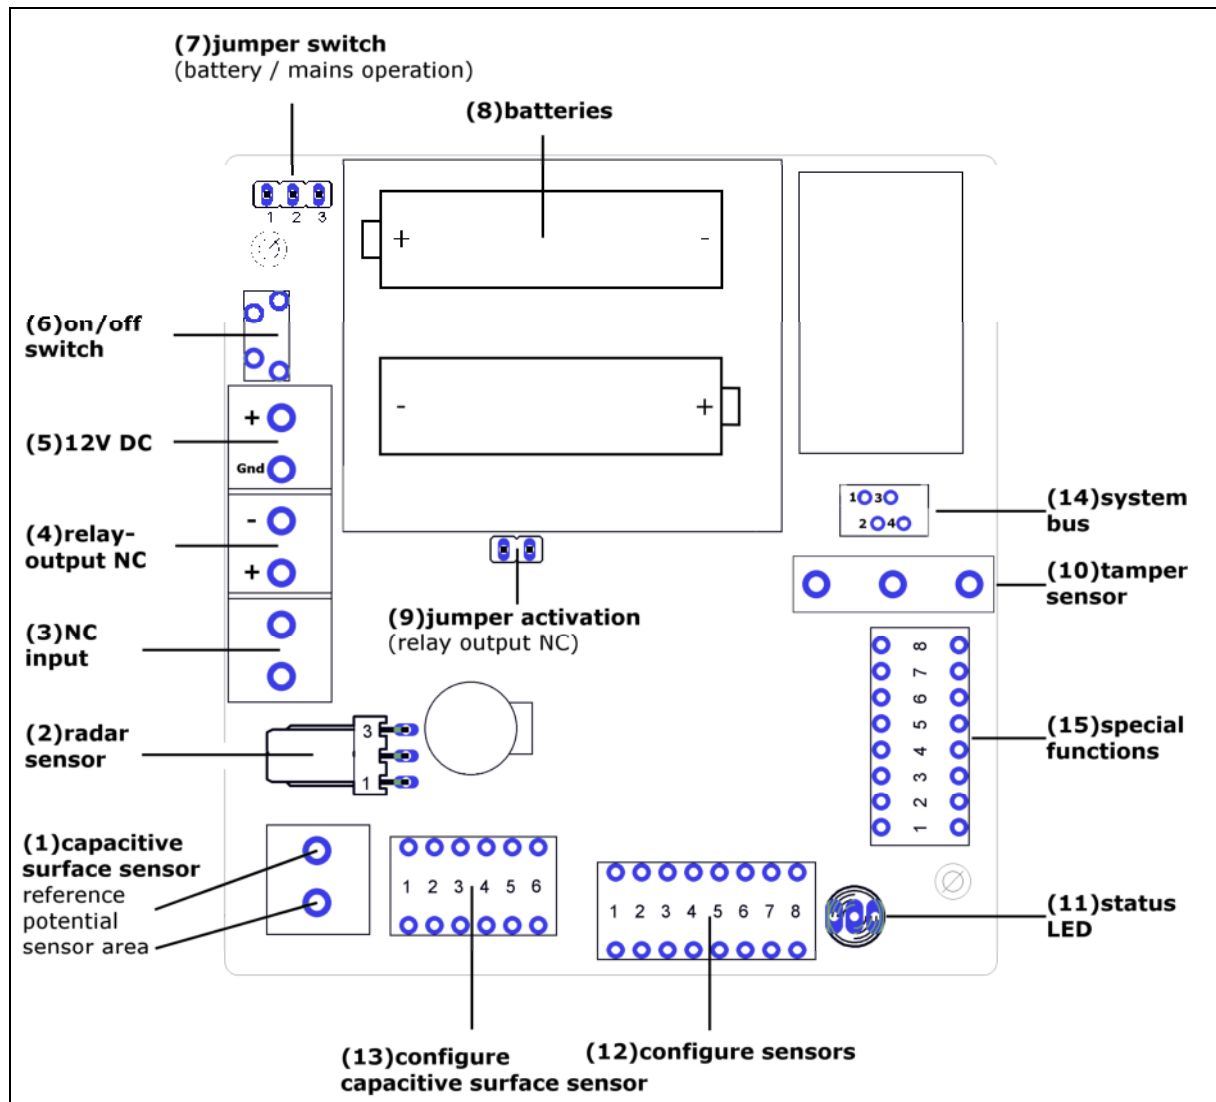 (7)jumper switch
(battery / mains operation)
(8)batteries
1 2 3
+ -
(6)on/off
switch
+
(5)12V DC
Gnd
- +
1 3
2 4
(14)system
bus
-
(4)relay-
output NC
+
(10)tamper
sensor
(9)jumper activation
(relay output NC)
(3)NC
input
8
7
6
5
4
3
2
1
(15)special
functions
(2)radar
sensor
3
1
(1)capacitive
surface sensor
reference
potential
sensor area
1 2 3 4 5 6
1 2 3 4 5 6 7 8
(11)status
LED
(13)configure
capacitive surface sensor
(12)configure sensors